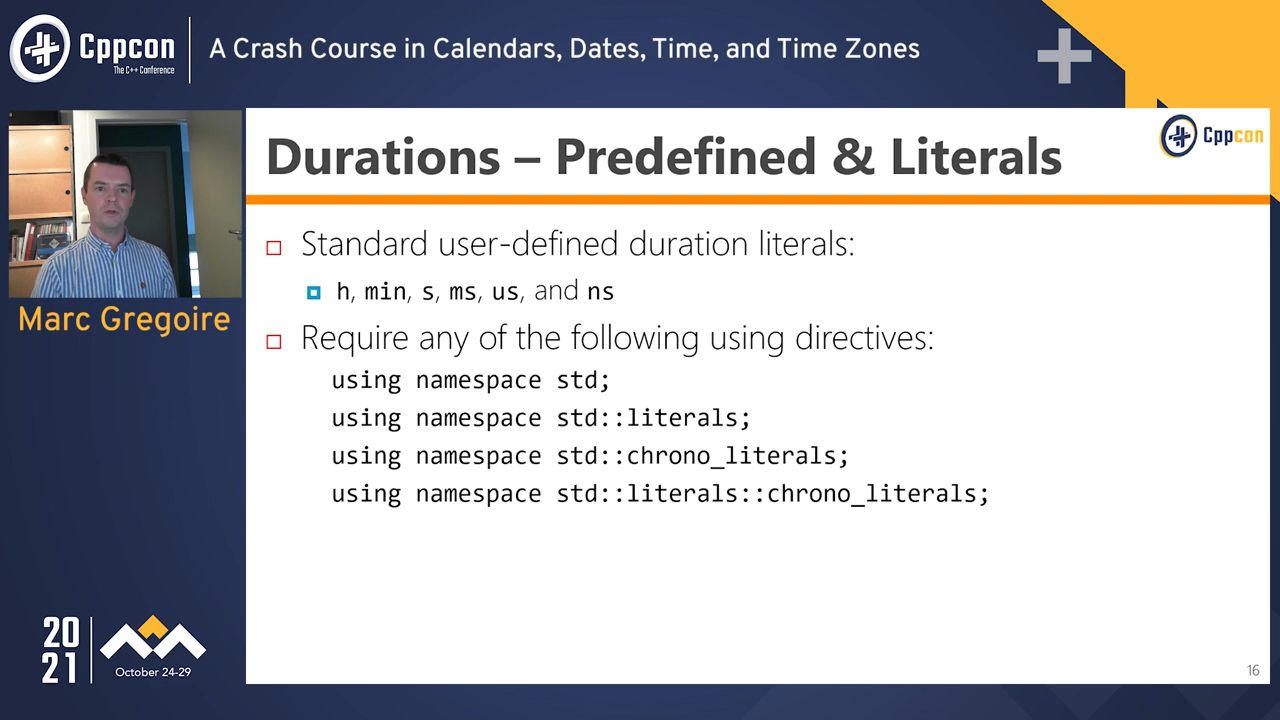 Cppcon
The C++ Conference
A Crash Course in Calendars, Dates, Time, and Time Zones
Marc Gregoire
Durations – Predefined & Literals
Cppcon
Standard user-defined duration literals:
h, min, s, ms, us, and ns
Require any of the following using directives:
using namespace std;
using namespace std::literals;
using namespace std::chrono_literals;
using namespace std::literals::chrono_literals;
20
21
October 24-29
16